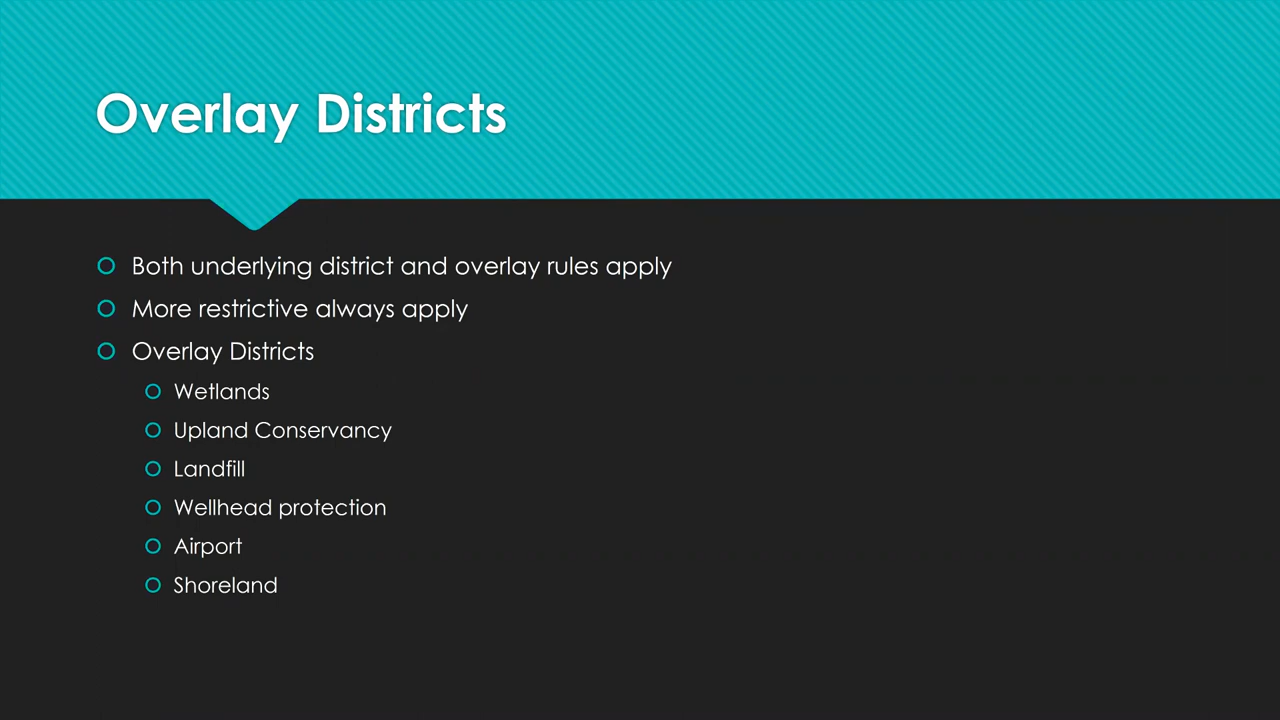 Overlay Districts
Both underlying district and overlay rules apply
More restrictive always apply
Overlay Districts
Wetlands
Upland Conservancy
Landfill
Wellhead protection
Airport
Shoreland